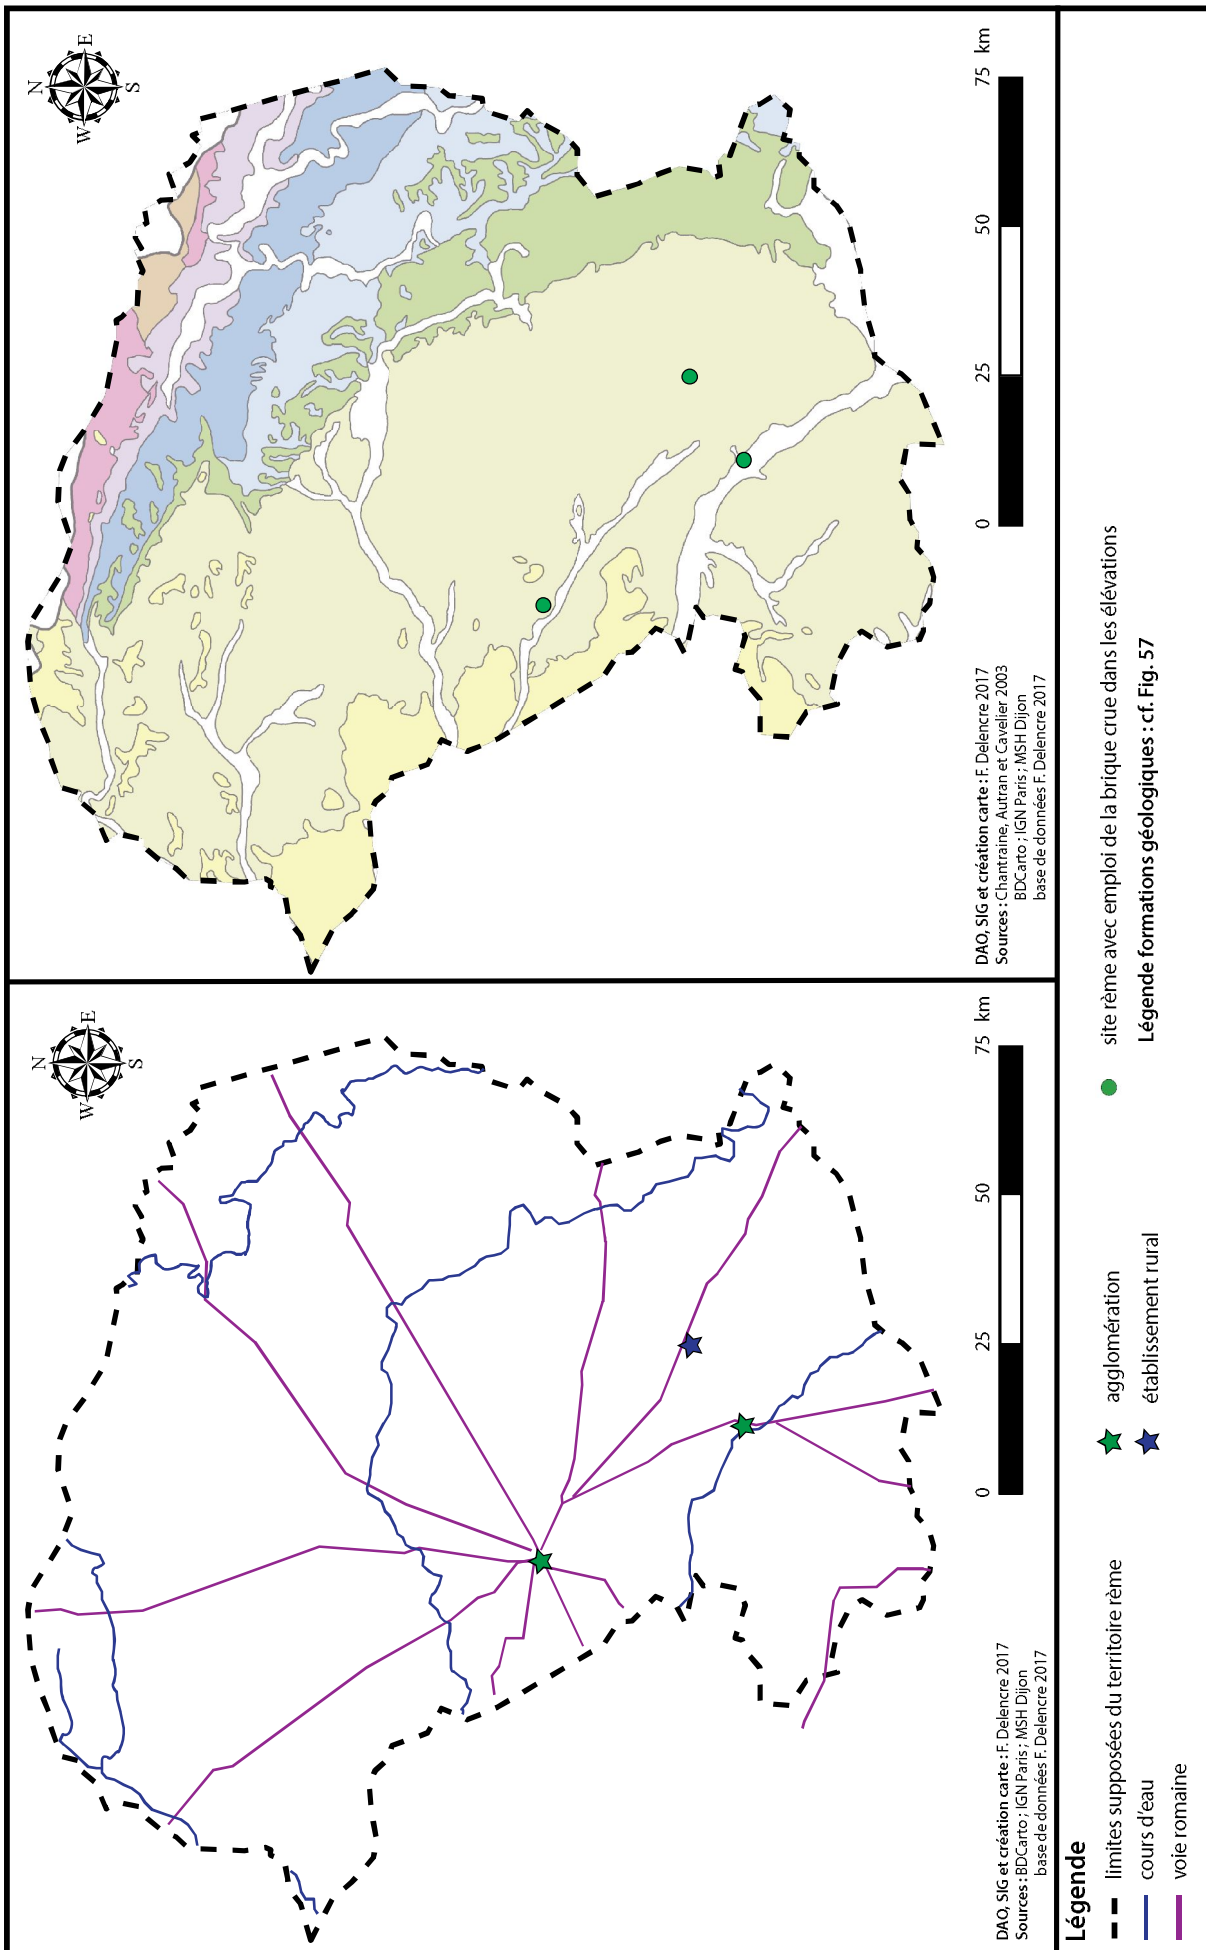 N
E
S
W
0
25
50
75
km
DAO, SIG et création carte : F. Delencre 2017
Sources : BDCarto ; IGN Paris ; MSH Dijon
base de données F. Delencre 2017
N
E
S
W
0
25
50
75
km
DAO, SIG et création carte : F. Delencre 2017
Sources : Chantraine, Autran et Cavelier 2003
BDCarto ; IGN Paris ; MSH Dijon
base de données F. Delencre 2017
Légende
limites supposées du territoire rème
cours d'eau
voie romaine
agglomération
établissement rural
site rème avec emploi de la brique crue dans les élévations
Légende formations géologiques : cf. Fig. 57